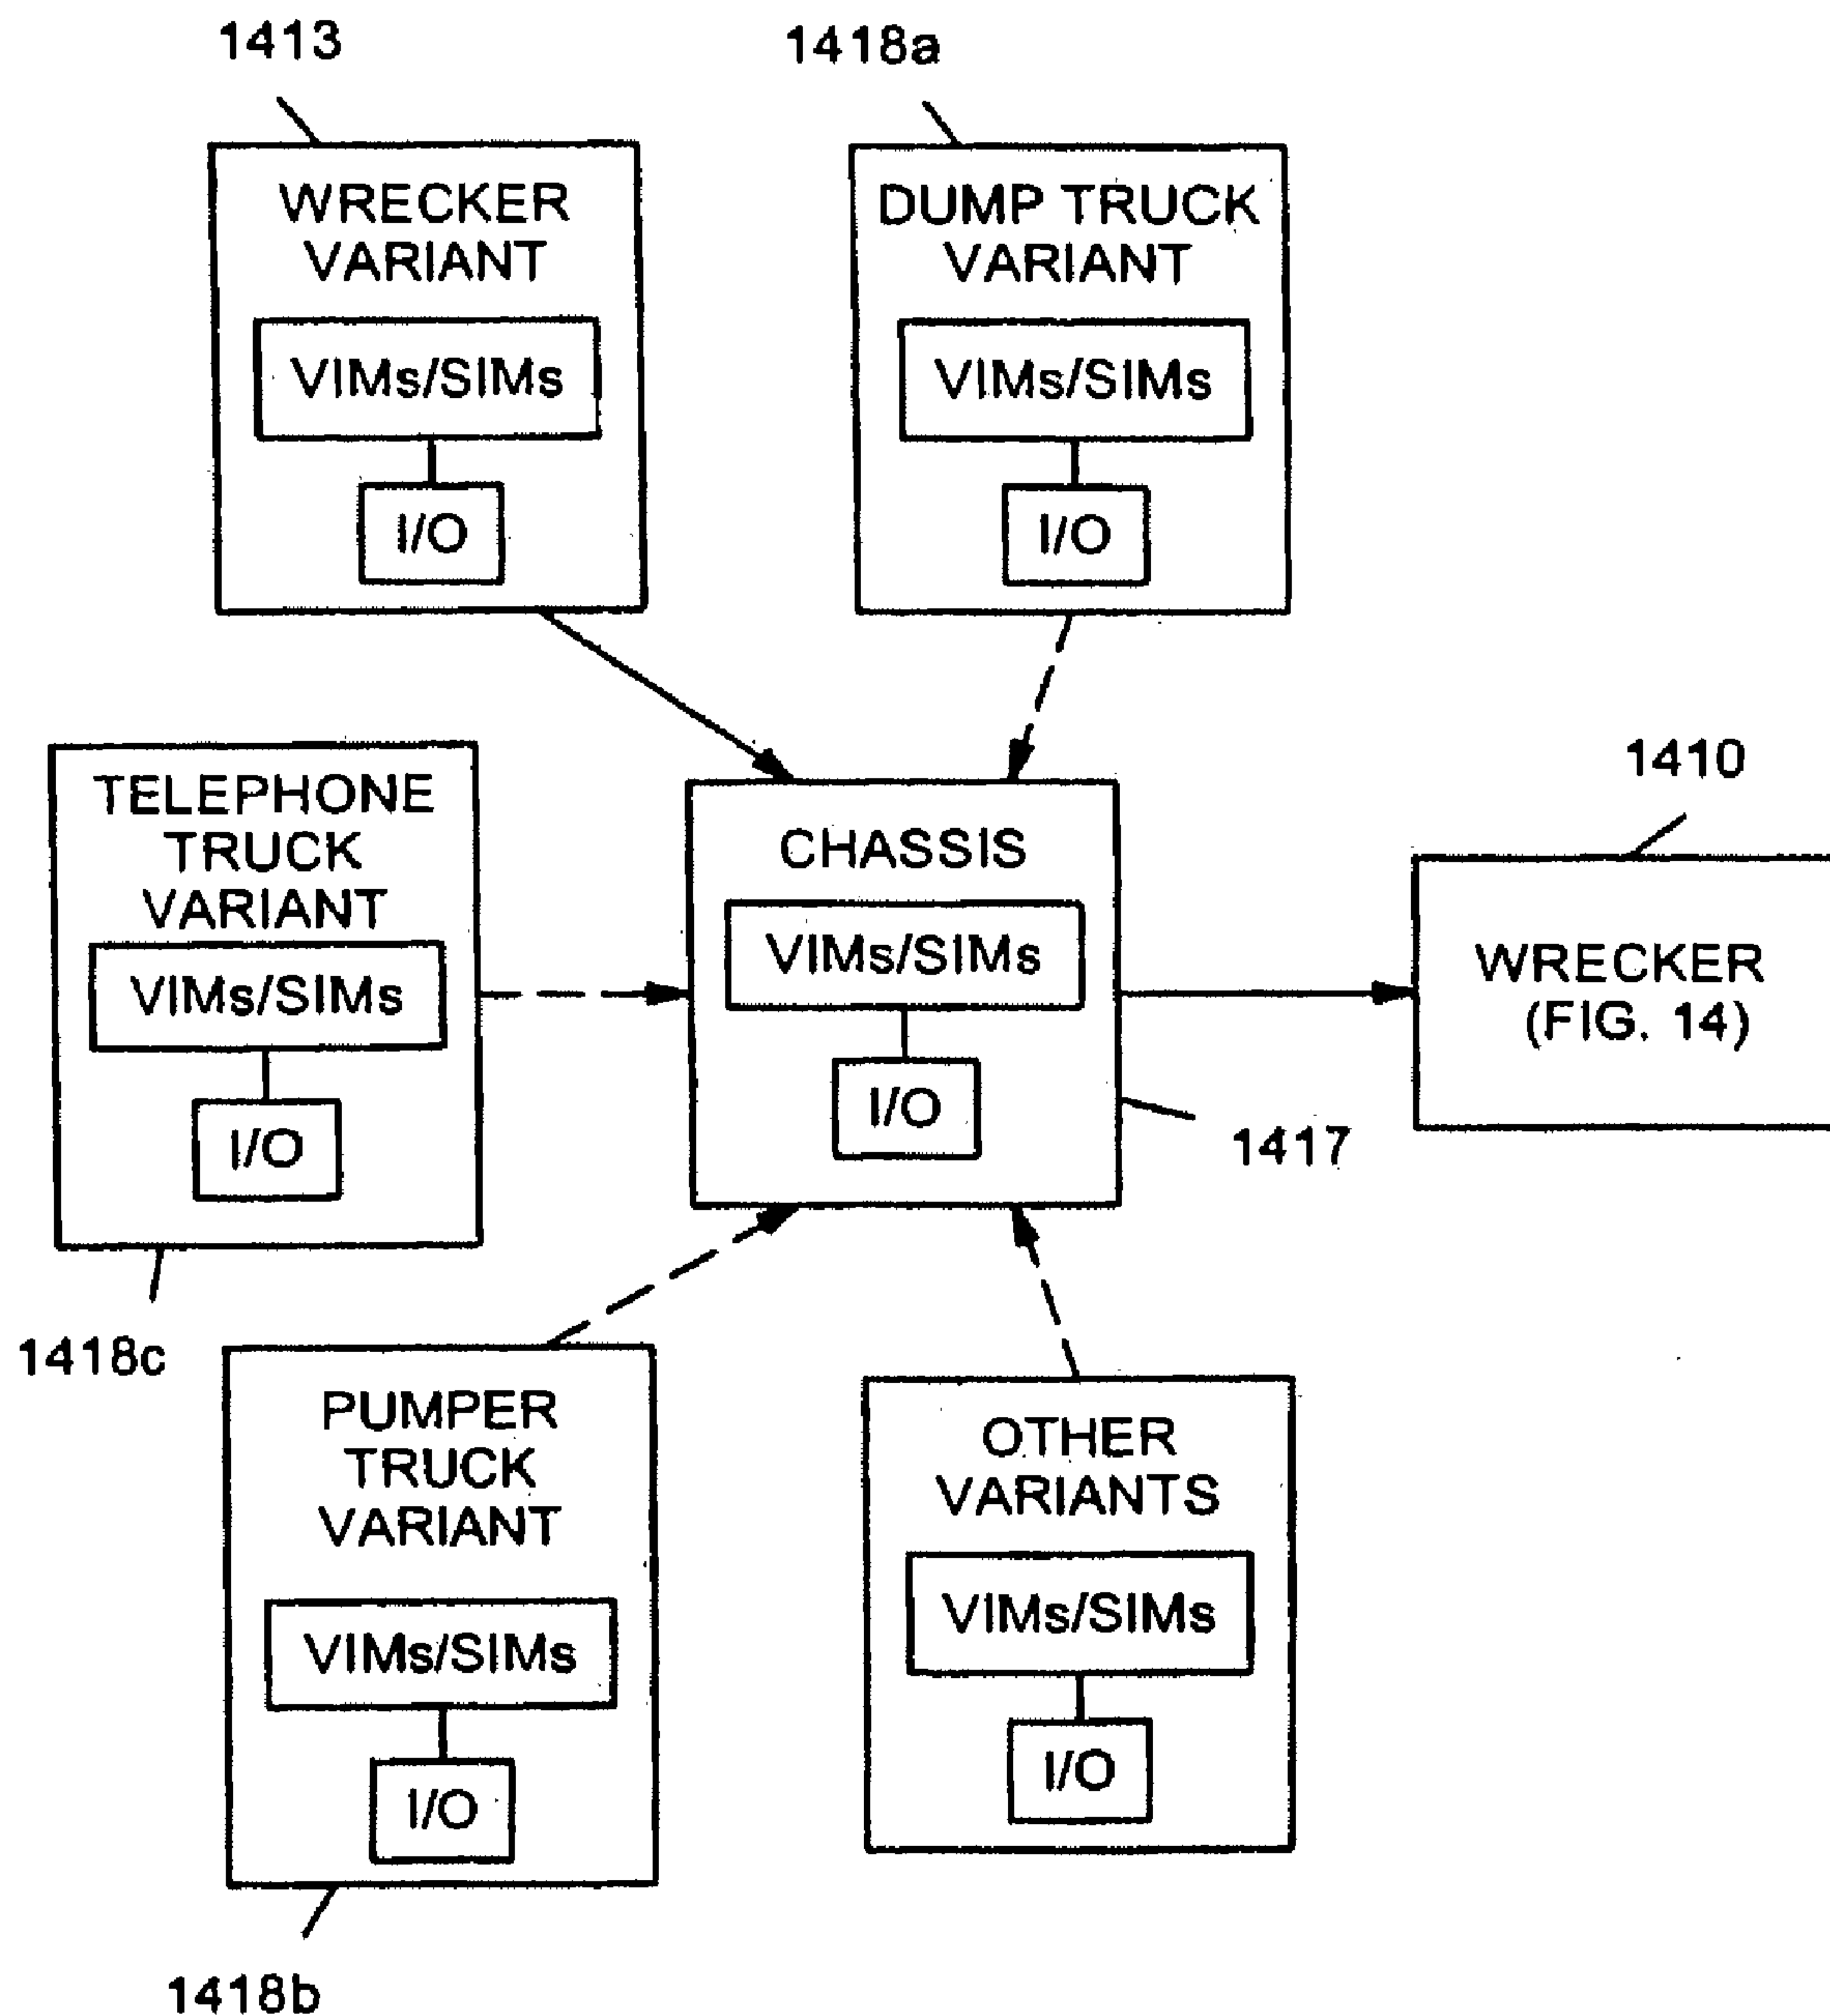 1413
1418a
WRECKER
VARIANT
VIMs/SIMs
I/O
DUMP TRUCK
VARIANT
VIMs/SIMs
I/O
TELEPHONE
TRUCK
VARIANT
VIMs/SIMs
I/O
1418c
CHASSIS
VIMs/SIMs
I/O
1417
1410
WRECKER
(FIG. 14)
PUMPER
TRUCK
VARIANT
VIMs/SIMs
I/O
1418b
OTHER
VARIANTS
VIMs/SIMs
I/O